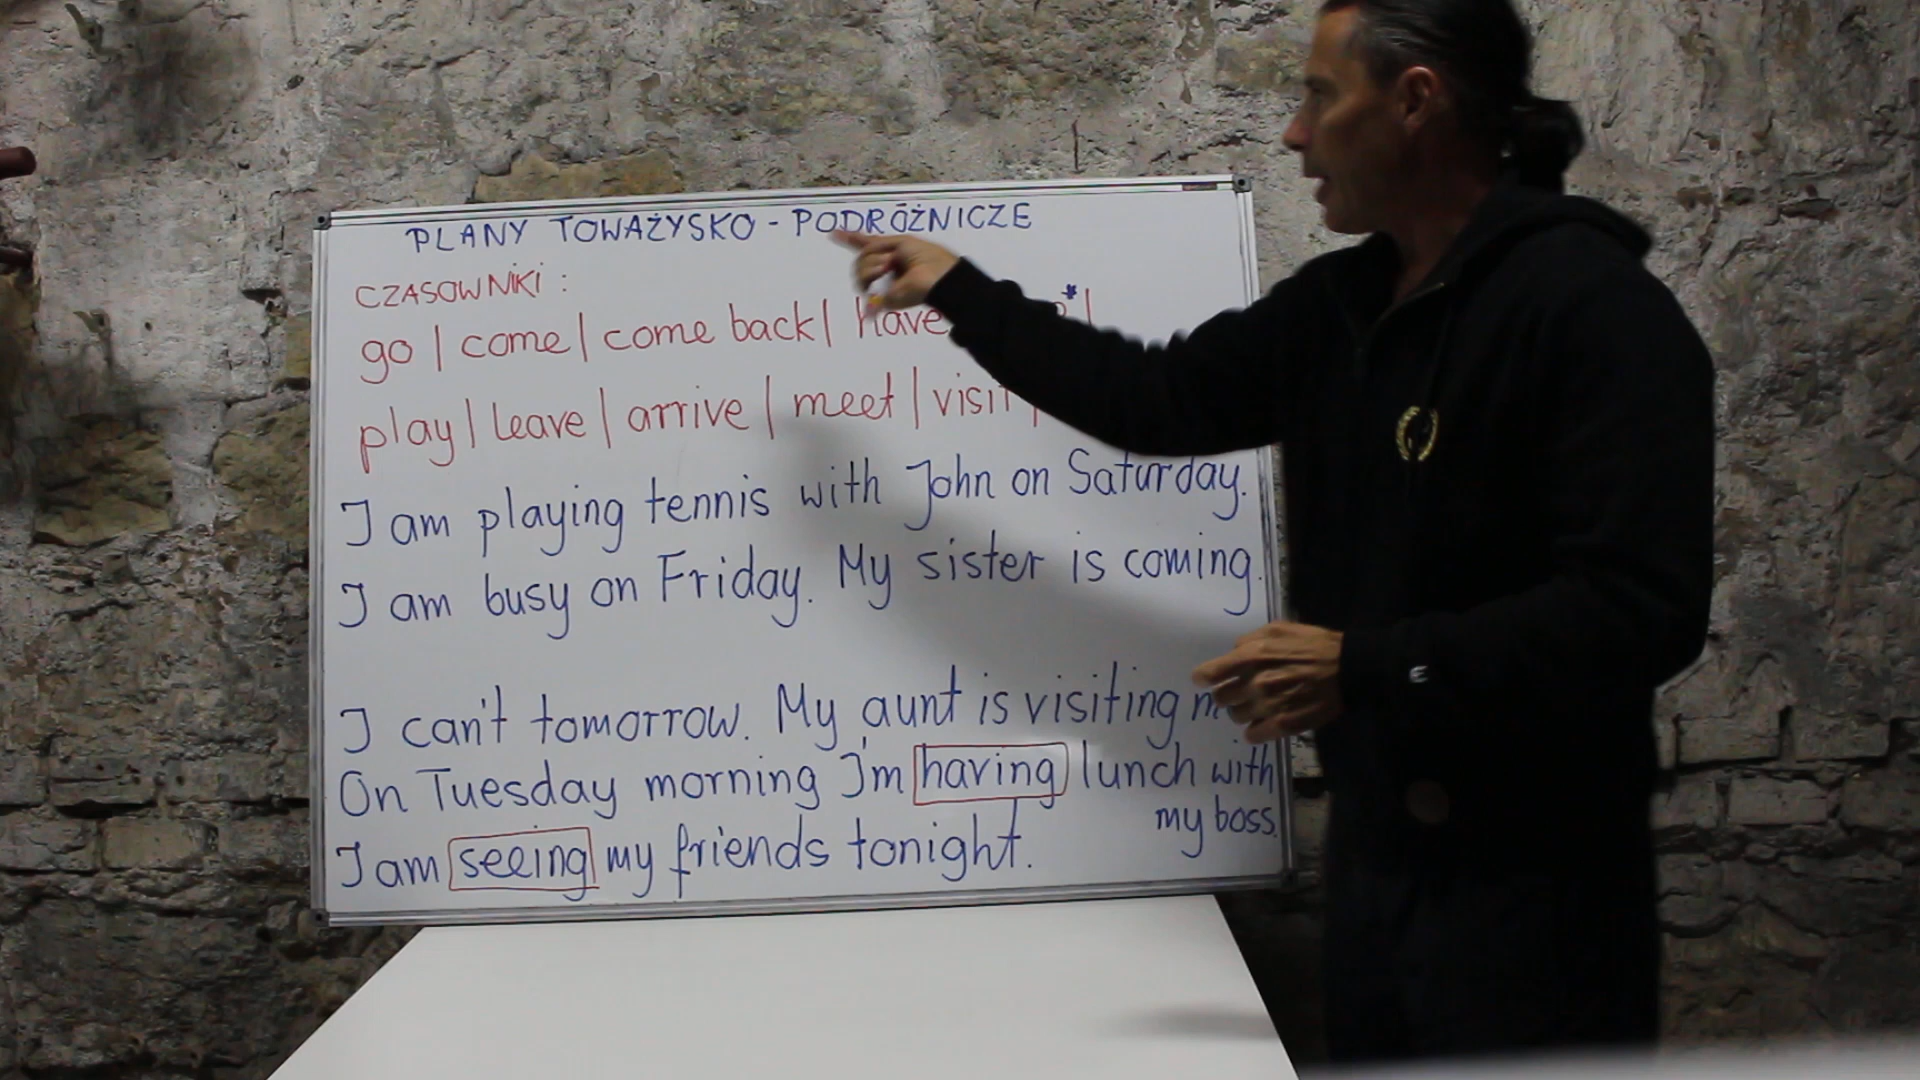 PLANY TOWAŻYSKO - PODRÓŻNICZE
CZASOWNIKI :
go | come | come back | have
play | leave | arrive | meet | visit
I am playing tennis with John on Saturday.
I am busy on Friday. My sister is coming.
I can't tomorrow. My aunt is visiting
On Tuesday morning I'm having lunch with
my boss.
I am seeing my friends tonight.